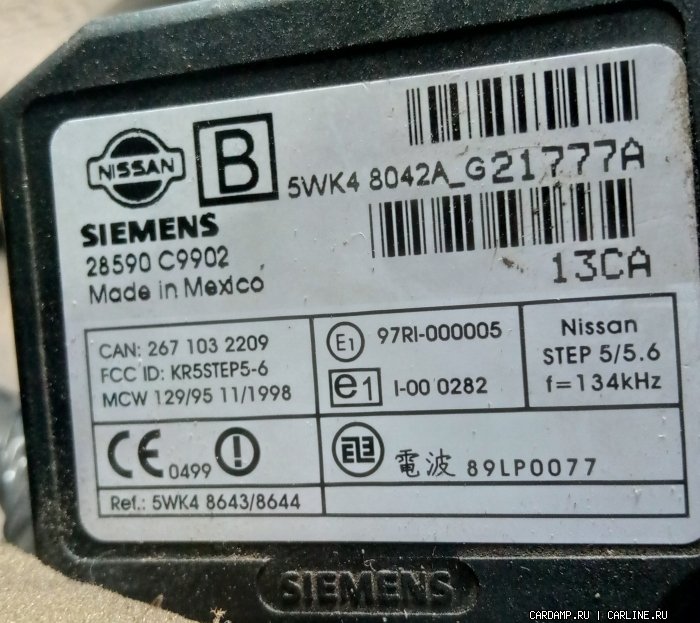 NISSAN
B
5WK4 8042A_G21777A
SIEMENS
28590 C9902
Made in Mexico
13CA
CAN: 267 103 2209
FCC ID: KR5STEP5-6
MCW 129/95 11/1998
E1 97RI-000005
e1 I-00 0282
Nissan
STEP 5/5.6
f=134kHz
CE 0499 !
電波 89LP0077
Ref.: 5WK4 8643/8644
SIEMENS
CARDAMP.RU | CARLINE.RU